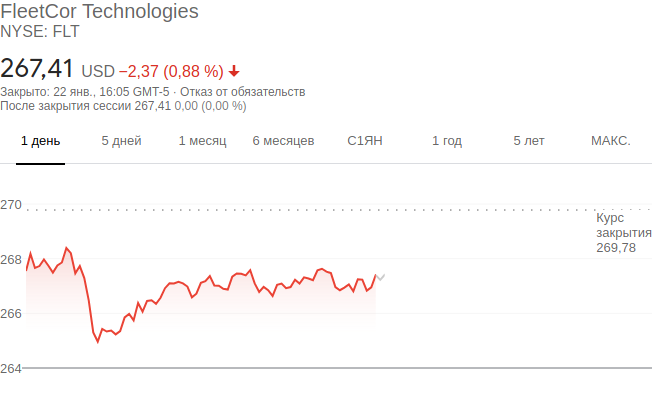 FleetCor Technologies
NYSE: FLT
267,41 USD −2,37 (0,88 %)
Закрыто: 22 янв., 16:05 GMT-5 · Отказ от обязательств
После закрытия сессии 267,41 0,00 (0,00 %)
1 день 5 дней 1 месяц 6 месяцев С1ЯН 1 год 5 лет МАКС.
270
Курс
закрытия
269,78
268
266
264